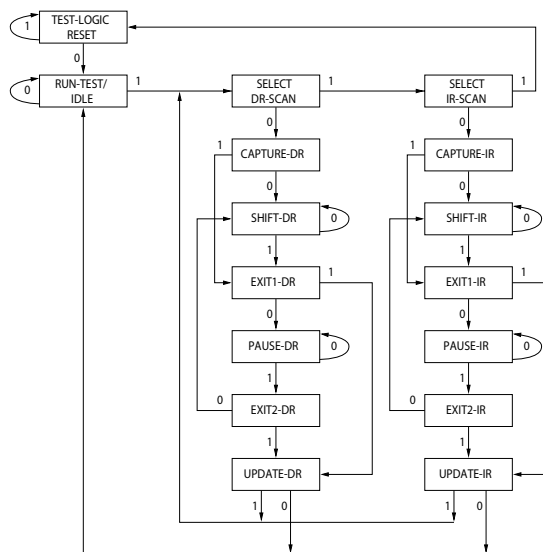 TEST-LOGIC
RESET
1
0
RUN-TEST/
IDLE
0
1
SELECT
DR-SCAN
1
SELECT
IR-SCAN
1
0
0
1
CAPTURE-DR
1
CAPTURE-IR
0
0
SHIFT-DR
0
SHIFT-IR
0
1
1
EXIT1-DR
1
EXIT1-IR
1
0
0
PAUSE-DR
0
PAUSE-IR
0
1
1
0
EXIT2-DR
0
EXIT2-IR
1
1
UPDATE-DR
UPDATE-IR
1
0
1
0